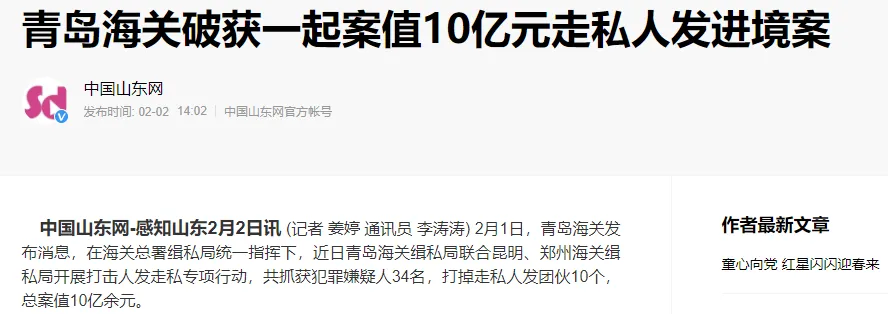 青岛海关破获一起案值10亿元走私人发进境案
中国山东网
发布时间: 02-02 14:02 中国山东网官方帐号
Sd
中国山东网-感知山东2月2日讯 (记者 姜婷 通讯员 李涛涛) 2月1日，青岛海关发
布消息，在海关总署缉私局统一指挥下，近日青岛海关缉私局联合昆明、郑州海关缉
私局开展打击人发走私专项行动，共抓获犯罪嫌疑人34名，打掉走私人发团伙10个，
总案值10亿余元。
作者最新文章
童心向党 红星闪闪迎春来